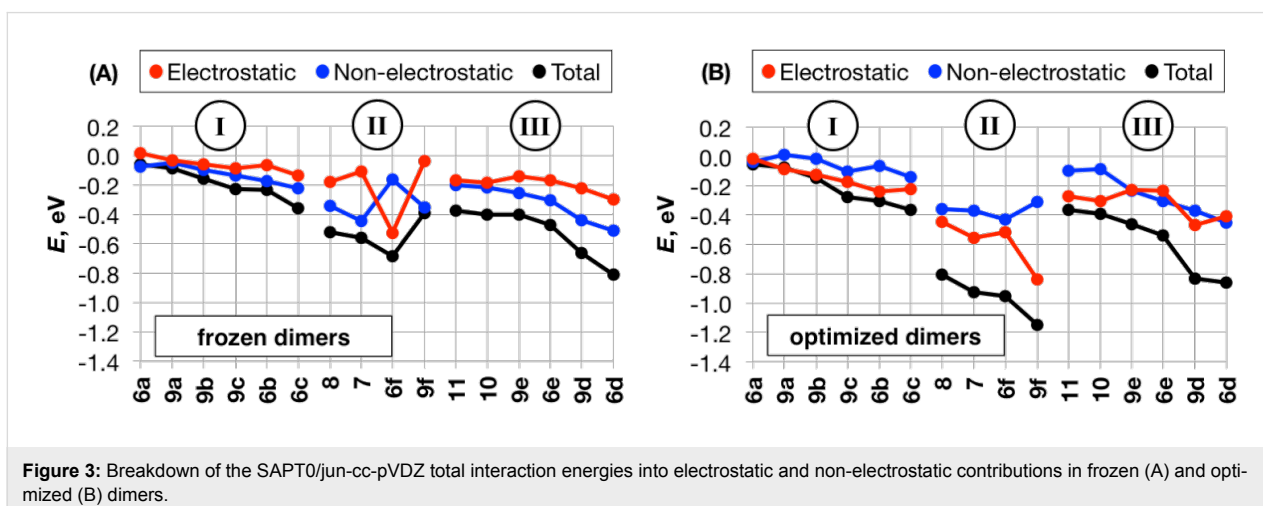 (A) Electrostatic Non-electrostatic Total
I II III
E, eV
0.2
0.0
-0.2
-0.4
-0.6
-0.8
-1.0
-1.2
-1.4
frozen dimers
6a 9a 9b 9c 6b 6c 8 7 6f 9f 11 10 9e 6e 9d 6d
(B) Electrostatic Non-electrostatic Total
I II III
E, eV
0.2
0.0
-0.2
-0.4
-0.6
-0.8
-1.0
-1.2
-1.4
optimized dimers
6a 9a 9b 9c 6b 6c 8 7 6f 9f 11 10 9e 6e 9d 6d
Figure 3: Breakdown of the SAPT0/jun-cc-pVDZ total interaction energies into electrostatic and non-electrostatic contributions in frozen (A) and opti-
mized (B) dimers.